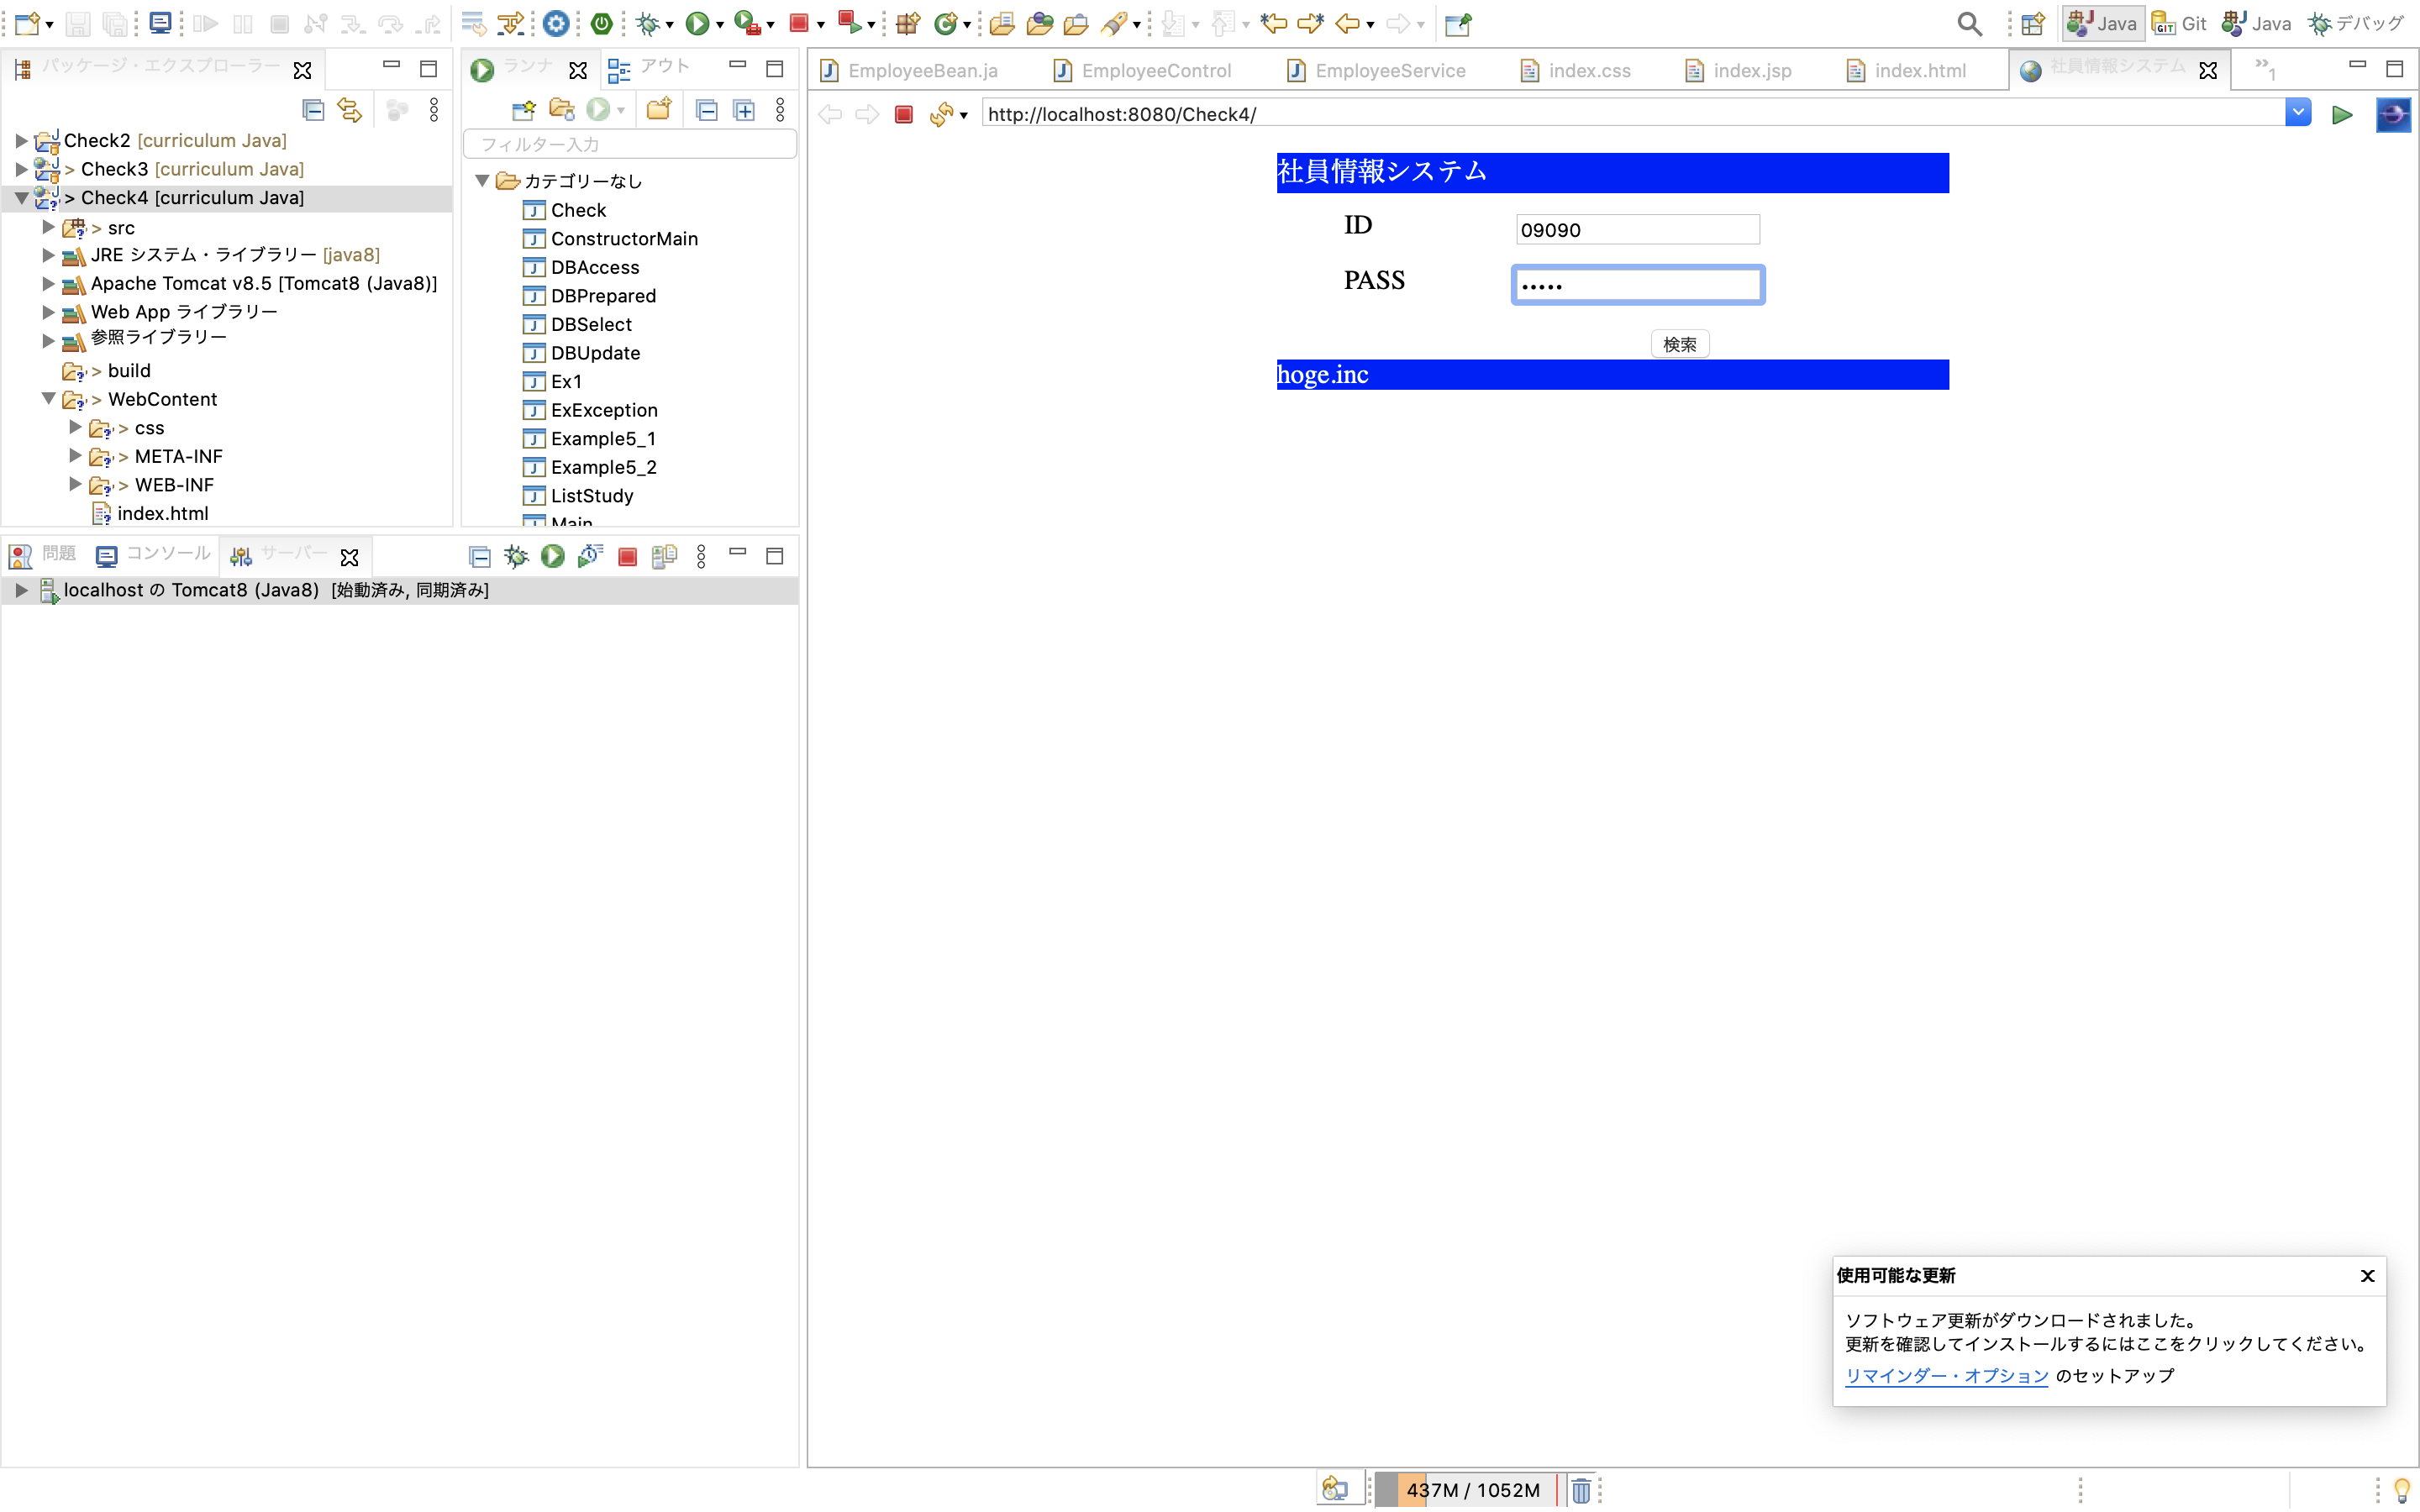 Java
Git
Java
デバッグ
パッケージ・エクスプローラー
Check2 [curriculum Java]
> Check3 [curriculum Java]
> Check4 [curriculum Java]
> src
JRE システム・ライブラリー [java8]
Apache Tomcat v8.5 [Tomcat8 (Java8)]
Web App ライブラリー
参照ライブラリー
> build
> WebContent
> css
> META-INF
> WEB-INF
index.html
ランナ
アウト
フィルター入力
カテゴリーなし
Check
ConstructorMain
DBAccess
DBPrepared
DBSelect
DBUpdate
Ex1
ExException
Example5_1
Example5_2
ListStudy
Main
問題
コンソール
サーバー
localhost の Tomcat8 (Java8) [始動済み, 同期済み]
EmployeeBean.ja
EmployeeControl
EmployeeService
index.css
index.jsp
index.html
社員情報システム
»1
http://localhost:8080/Check4/
社員情報システム
ID
09090
PASS
•••••
検索
hoge.inc
使用可能な更新
ソフトウェア更新がダウンロードされました。
更新を確認してインストールするにはここをクリックしてください。
リマインダー・オプション のセットアップ
437M / 1052M